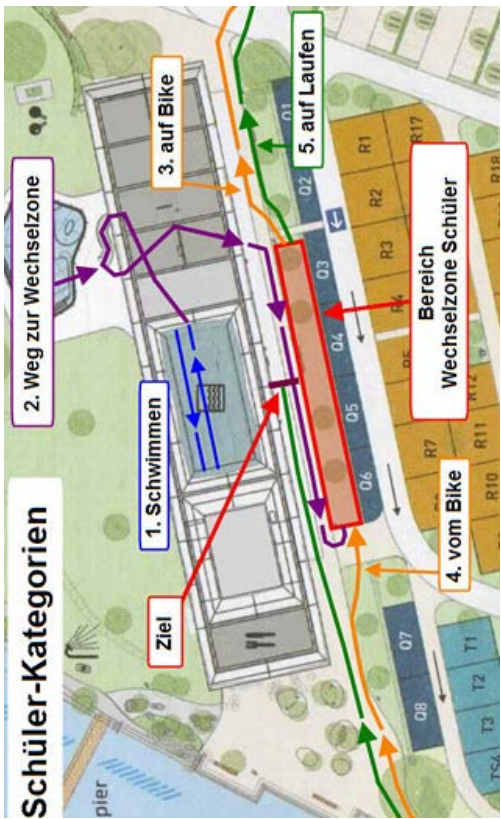 Schüler-Kategorien
2. Weg zur Wechselzone
1. Schwimmen
3. auf Bike
Ziel
5. auf Laufen
Bereich
Wechselzone Schüler
4. vom Bike
pier
Q1
Q2
Q3
Q4
Q5
Q6
Q7
Q8
R1
R17
R2
R3
R4
R7
R10
R11
R12
R18
T1
T2
T3